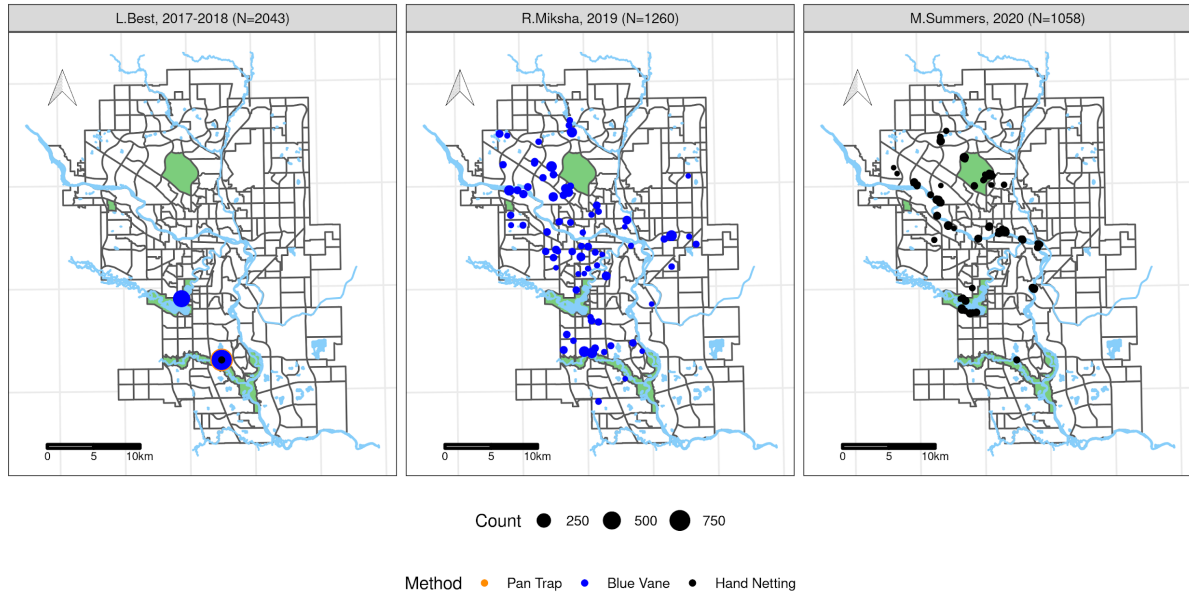 L.Best, 2017-2018 (N=2043)
R.Miksha, 2019 (N=1260)
M.Summers, 2020 (N=1058)
0 5 10km
0 5 10km
0 5 10km
Count 250 500 750
Method Pan Trap Blue Vane Hand Netting